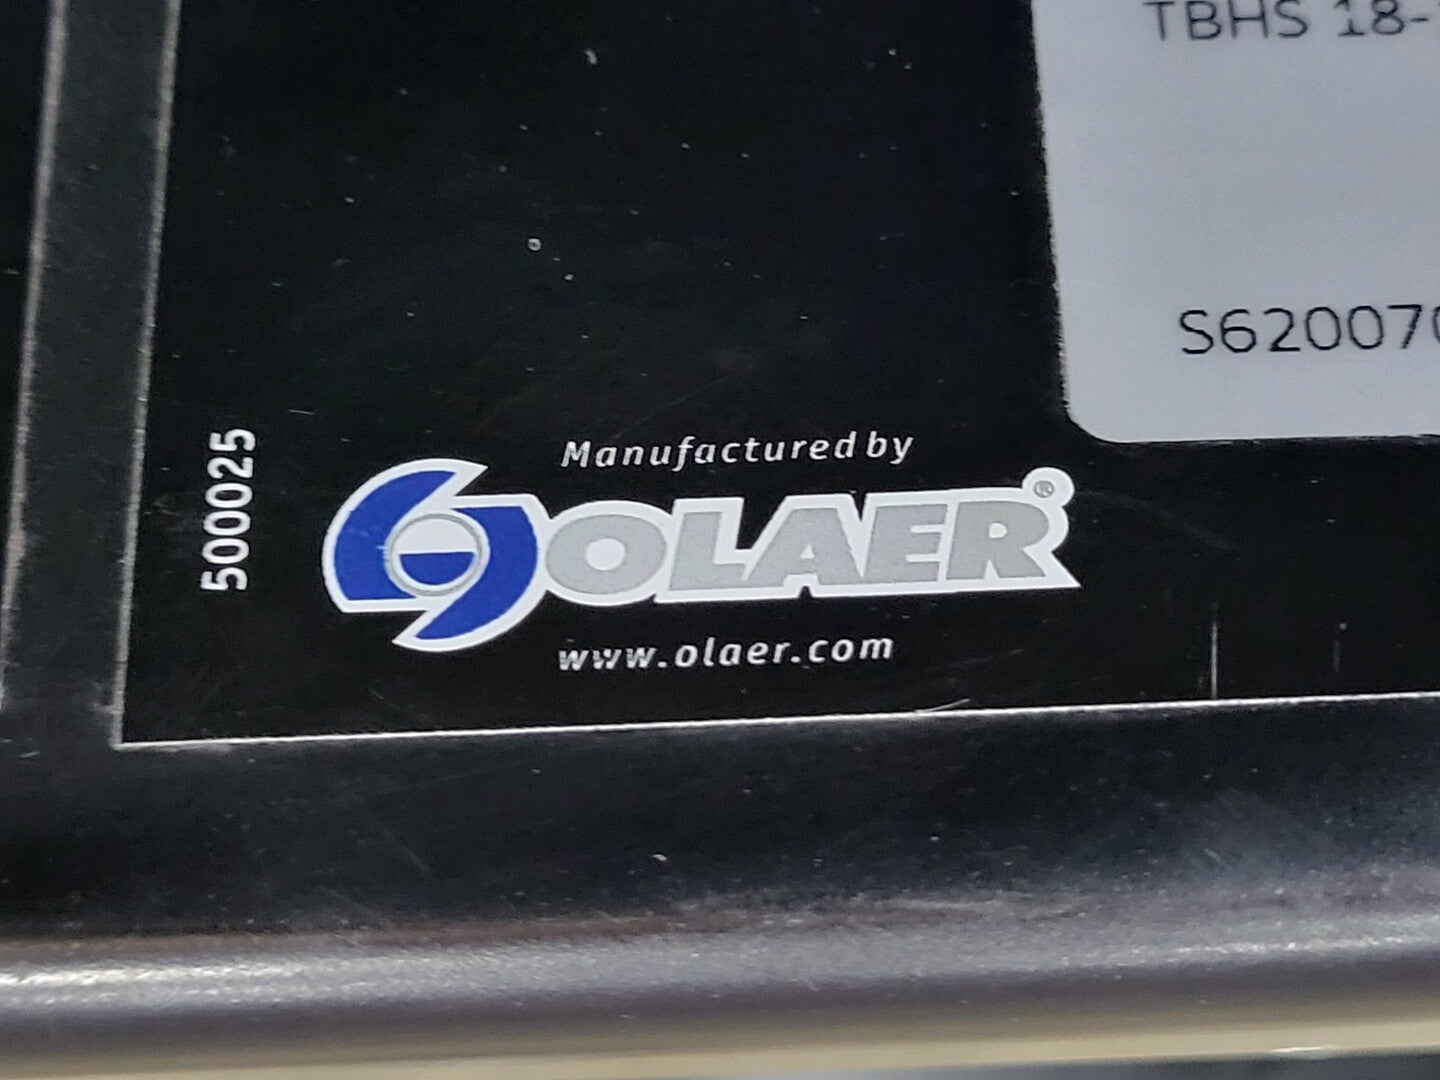 TBHS 18-
S62007
500025
Manufactured by
OLAER®
www.olaer.com